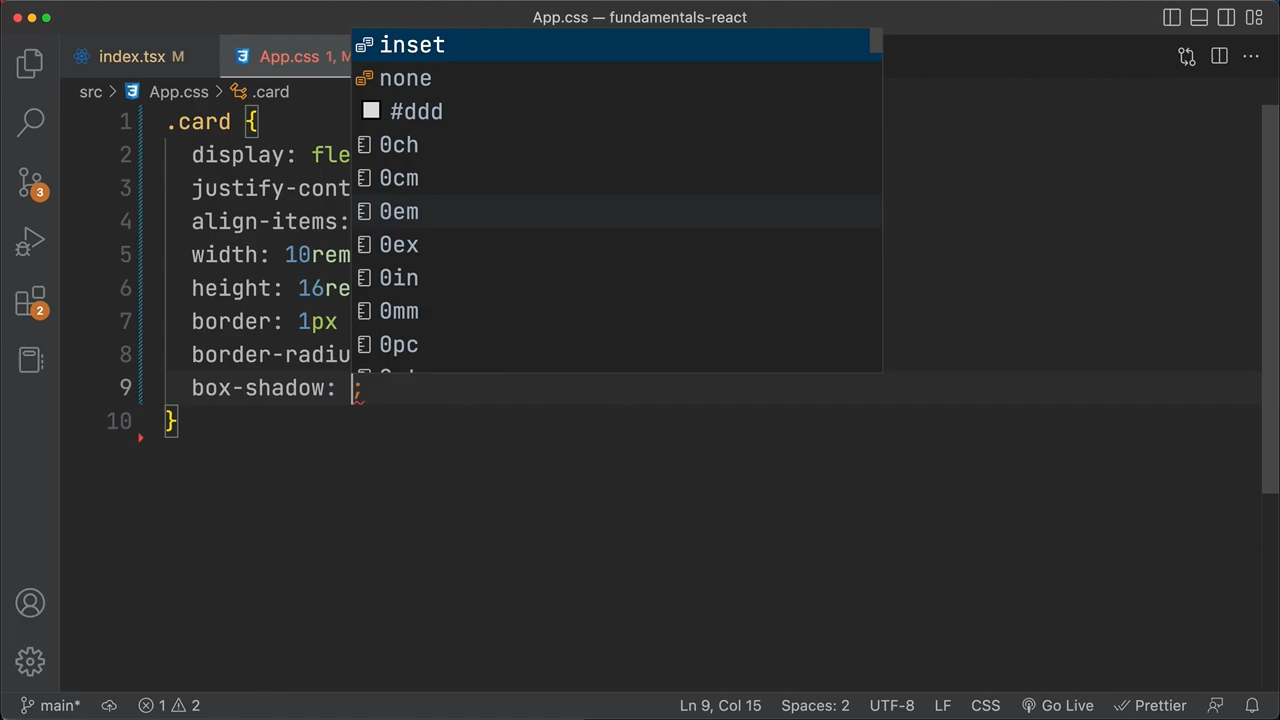 App.css — fundamentals-react
index.tsx M
App.css 1, M
src > App.css > .card
1 .card {
2 display: fle
3 justify-cont
4 align-items:
5 width: 10rem
6 height: 16re
7 border: 1px
8 border-radiu
9 box-shadow: ;
10 }
inset
none
#ddd
0ch
0cm
0em
0ex
0in
0mm
0pc
3
2
main*
1
2
Ln 9, Col 15
Spaces: 2
UTF-8
LF
CSS
Go Live
Prettier